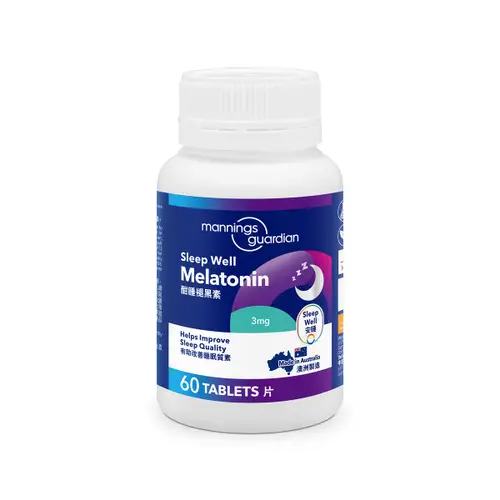 mannings
guardian
Sleep Well
Melatonin
酣睡褪黑素
zzz
3mg
Sleep
Well
安睡
Helps Improve
Sleep Quality
有助改善睡眠質素
Made in Australia
澳洲製造
60 TABLETS 片